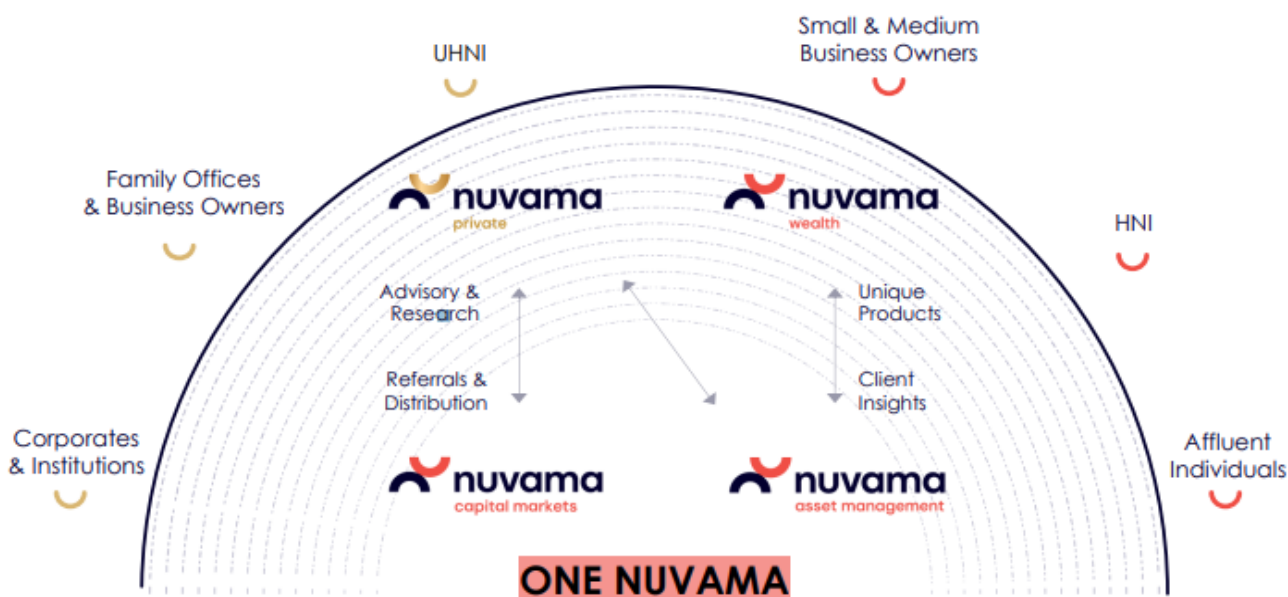 UHNI
Small & Medium
Business Owners
Family Offices
& Business Owners
HNI
nuvama
private
nuvama
wealth
Advisory &
Research
Unique
Products
Referrals &
Distribution
Client
Insights
Corporates
& Institutions
Affluent
Individuals
nuvama
capital markets
nuvama
asset management
ONE NUVAMA